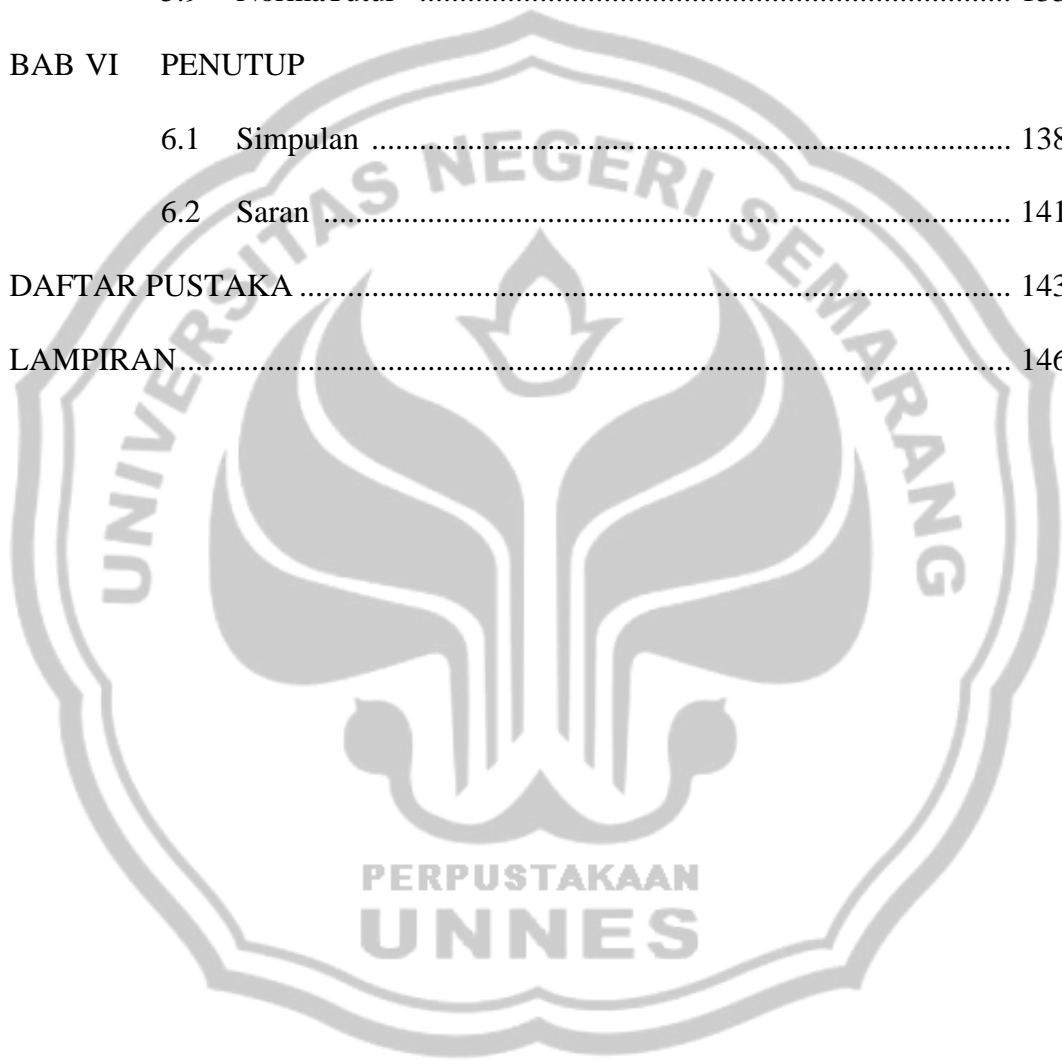 BAB VI PENUTUP
6.1 Simpulan ................................................................................ 138
6.2 Saran ...................................................................................... 141
DAFTAR PUSTAKA ......................................................................................... 143
LAMPIRAN......................................................................................................... 146
UNIVERSITAS NEGERI SEMARANG
PERPUSTAKAAN
UNNES